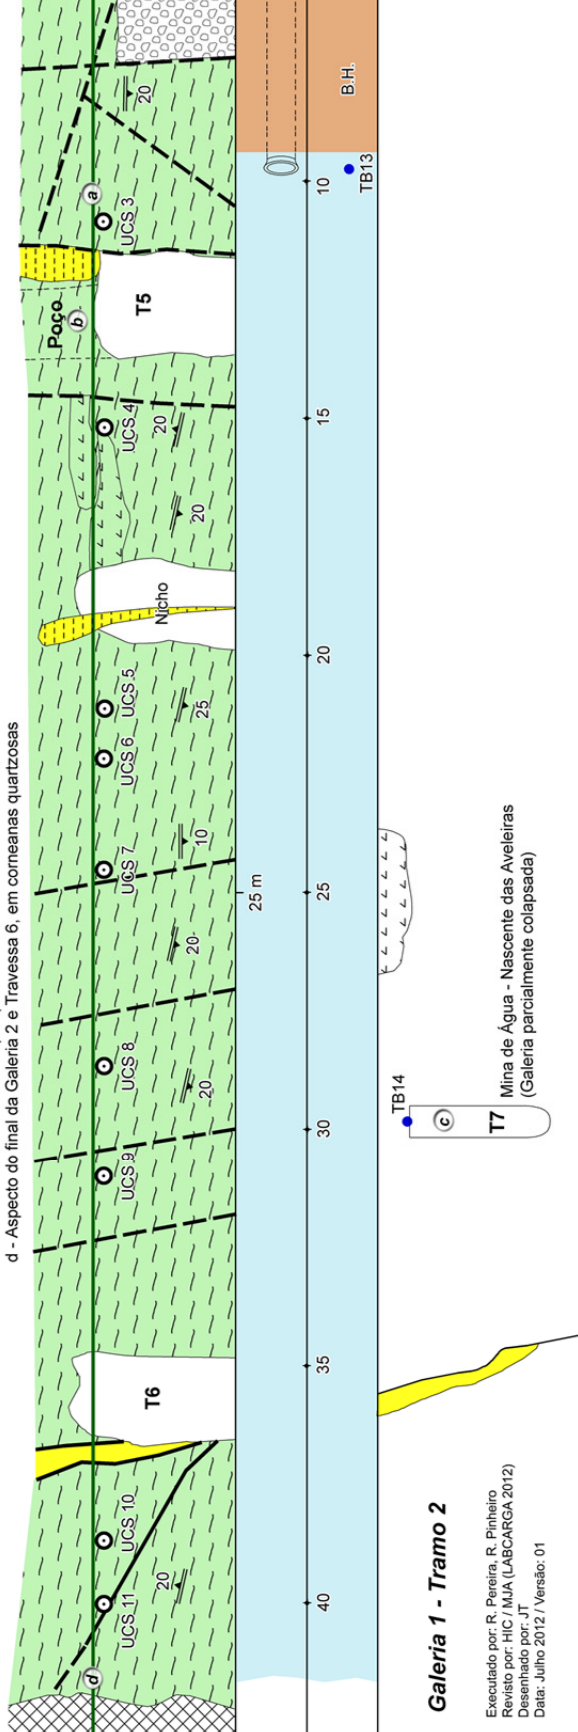 d - Aspecto do final da Galeria 2 e Travessa 6, em corneanas quartzosas
d
UCS 11
UCS 10
20
T6
UCS 9
UCS 8
20
20
UCS 7
10
UCS 6
UCS 5
25
Nicho
20
20
UCS 4
Poço
b
T5
a
UCS 3
20
40
35
30
25 m
25
20
15
10
B.H.
TB13
TB14
c
T7
Mina de Água - Nascente das Aveleiras
(Galeria parcialmente colapsada)
Galeria 1 - Tramo 2
Executado por: R. Pereira, R. Pinheiro
Revisto por: HIC / MJA (LABCARGA 2012)
Desenhado por: JT
Data: Julho 2012 / Versão: 01